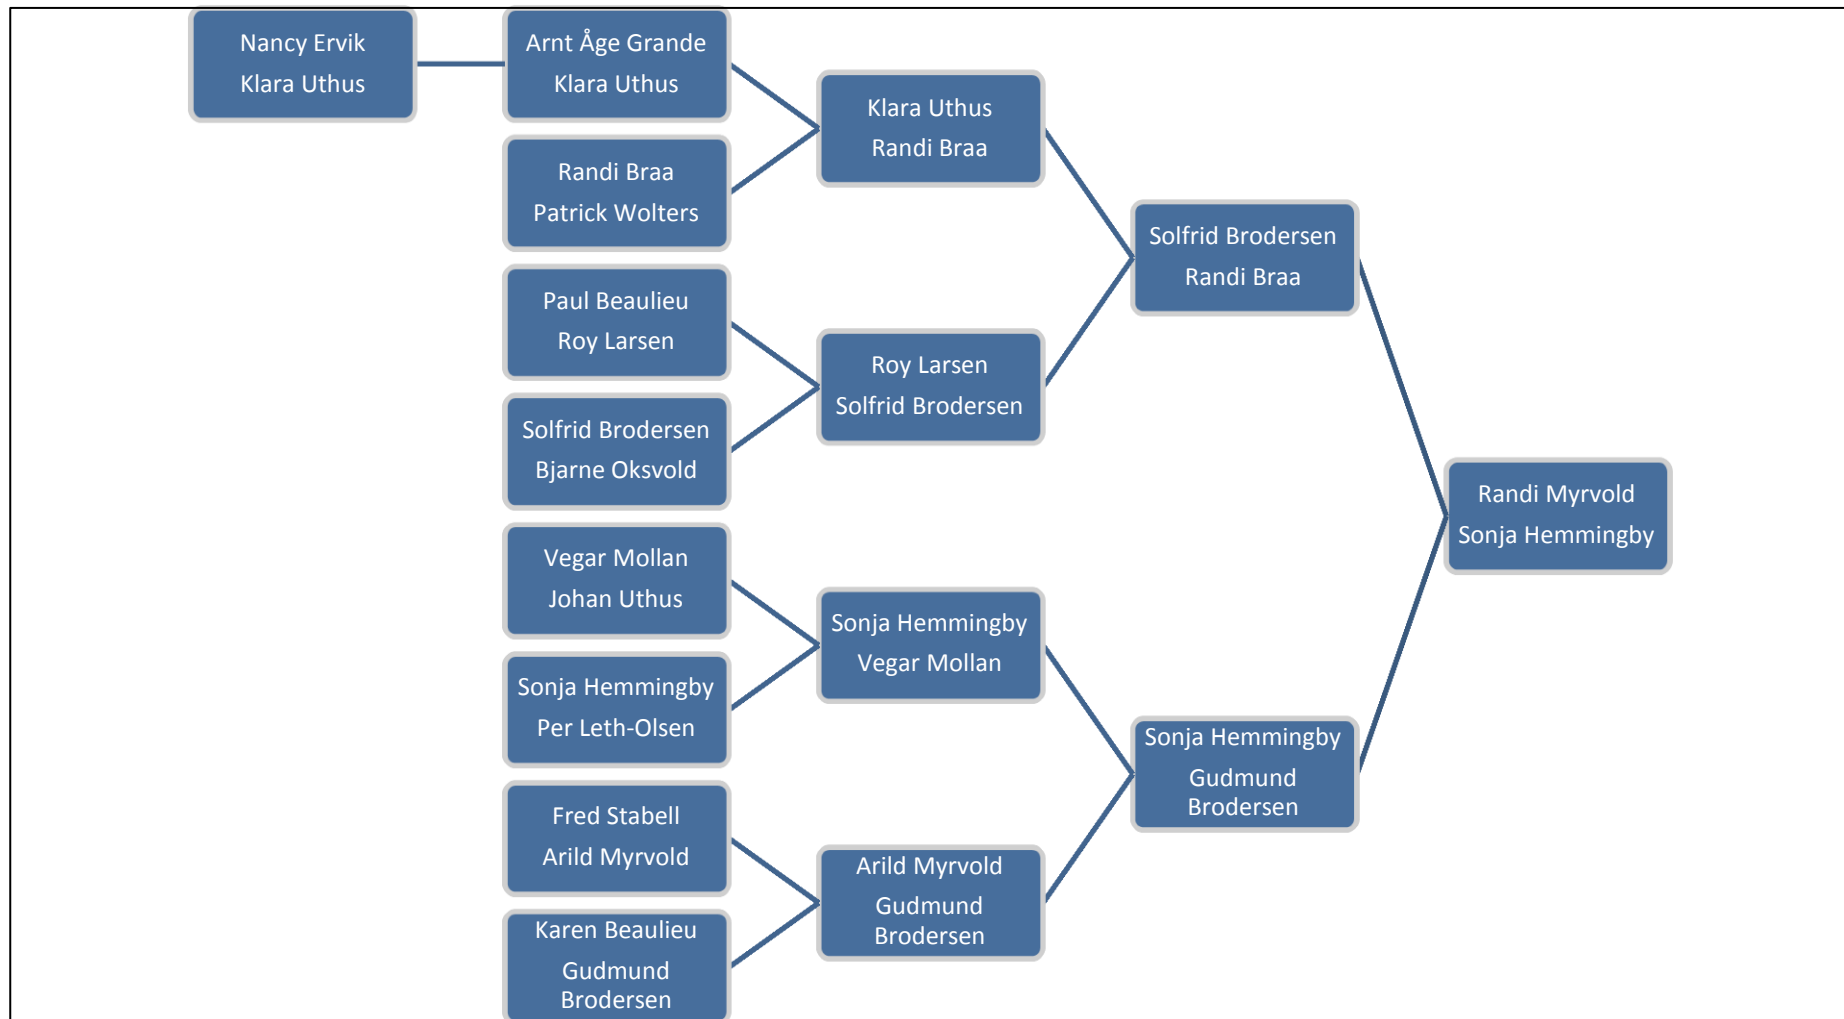 Nancy Ervik
Klara Uthus
Arnt Åge Grande
Klara Uthus
Randi Braa
Patrick Wolters
Paul Beaulieu
Roy Larsen
Solfrid Brodersen
Bjarne Oksvold
Vegar Mollan
Johan Uthus
Sonja Hemmingby
Per Leth-Olsen
Fred Stabell
Arild Myrvold
Karen Beaulieu
Gudmund
Brodersen
Klara Uthus
Randi Braa
Roy Larsen
Solfrid Brodersen
Sonja Hemmingby
Vegar Mollan
Arild Myrvold
Gudmund
Brodersen
Solfrid Brodersen
Randi Braa
Sonja Hemmingby
Gudmund
Brodersen
Randi Myrvold
Sonja Hemmingby